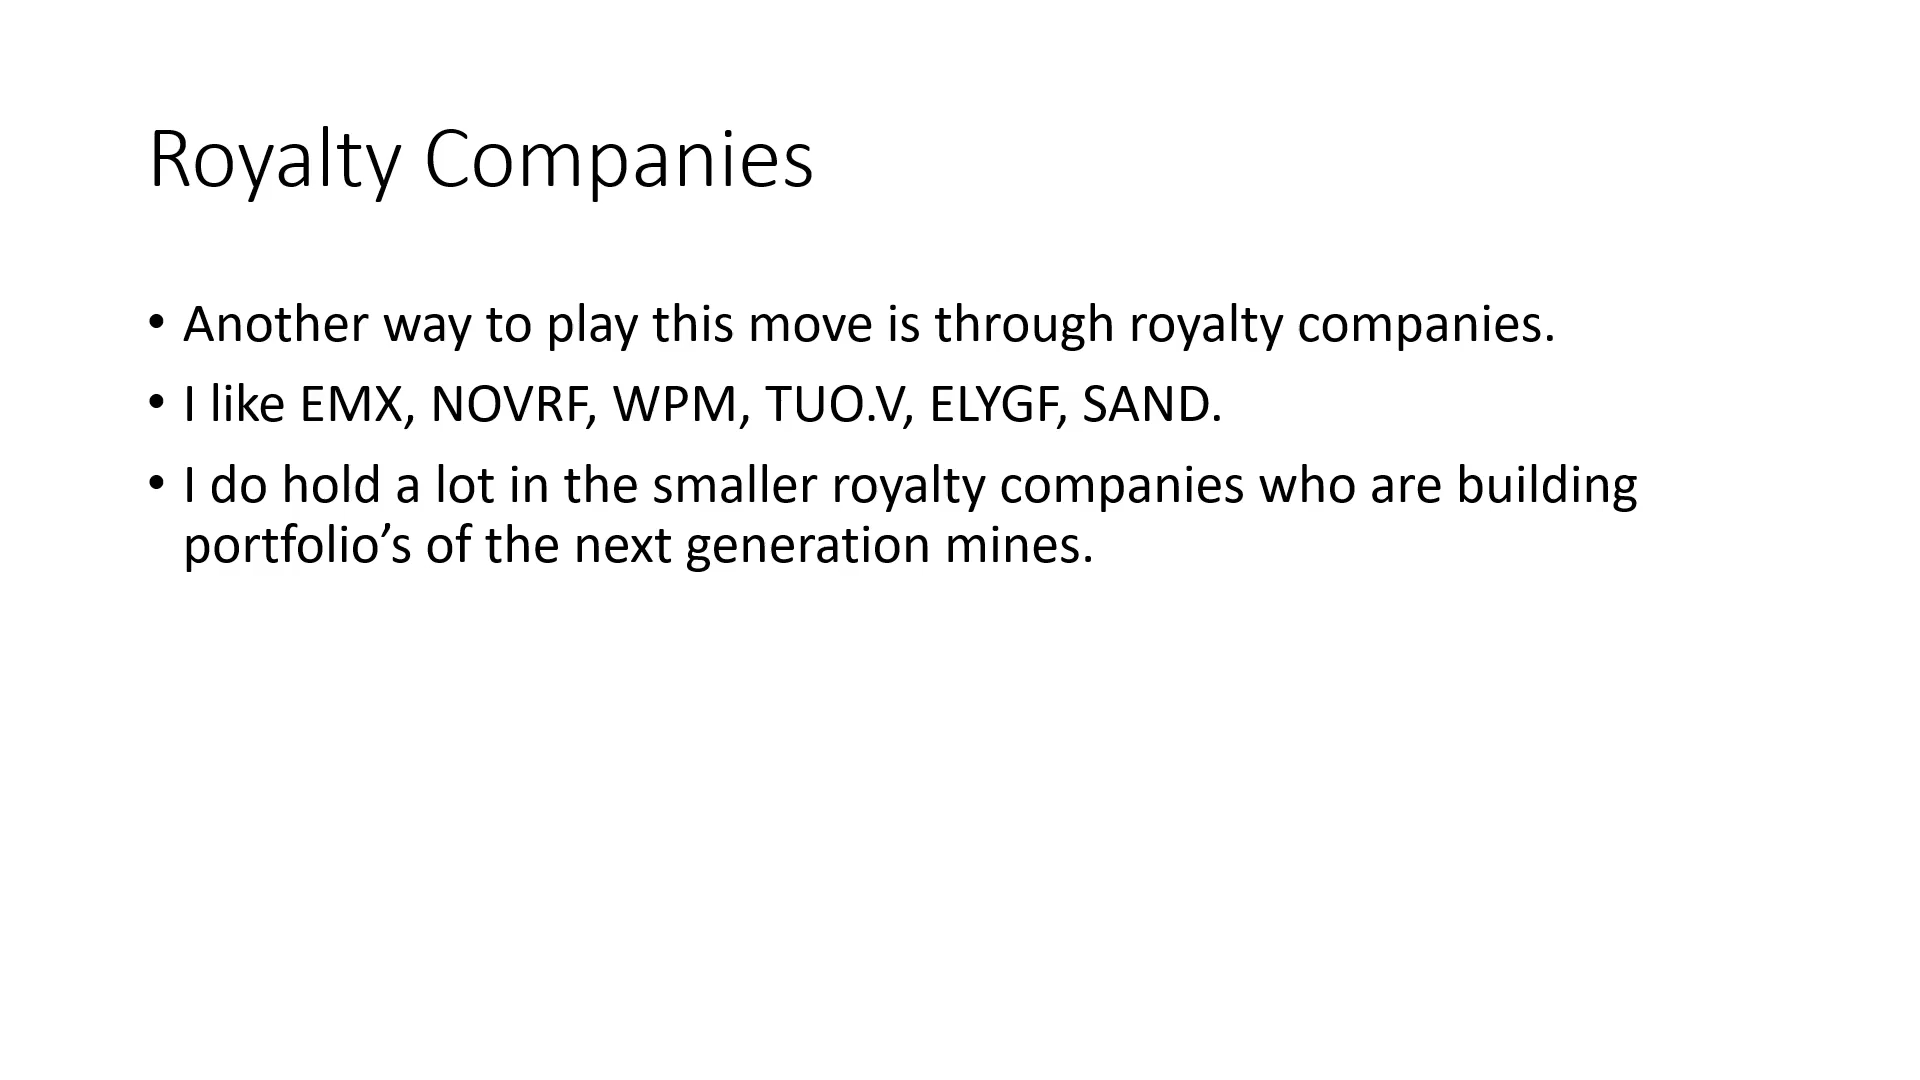 Royalty Companies
• Another way to play this move is through royalty companies.
• I like EMX, NOVRF, WPM, TUO.V, ELYGF, SAND.
• I do hold a lot in the smaller royalty companies who are building
portfolio’s of the next generation mines.